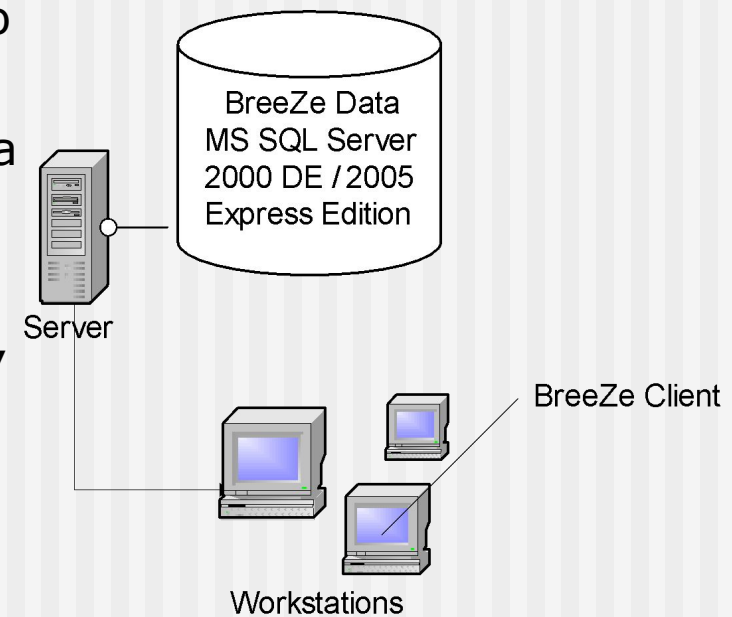 BreeZe Data
MS SQL Server
2000 DE / 2005
Express Edition
Server
BreeZe Client
Workstations